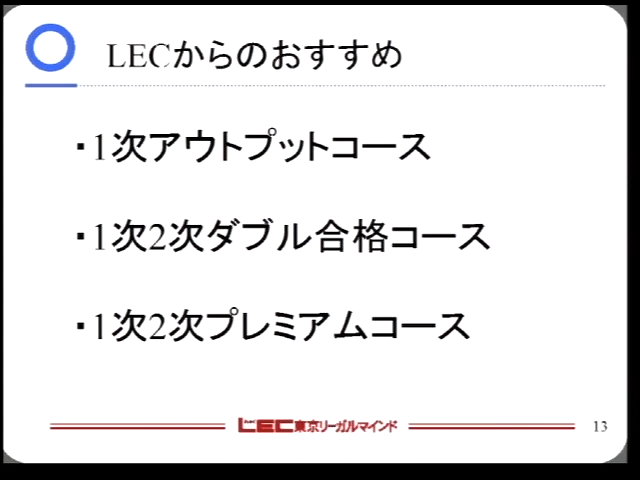 LECからのおすすめ
・1次アウトプットコース
・1次2次ダブル合格コース
・1次2次プレミアムコース
LEC東京リーガルマインド
13